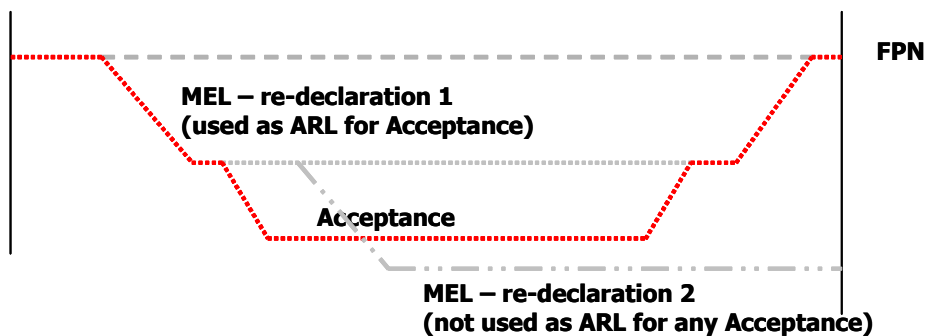 FPN
MEL – re-declaration 1
(used as ARL for Acceptance)
Acceptance
MEL – re-declaration 2
(not used as ARL for any Acceptance)